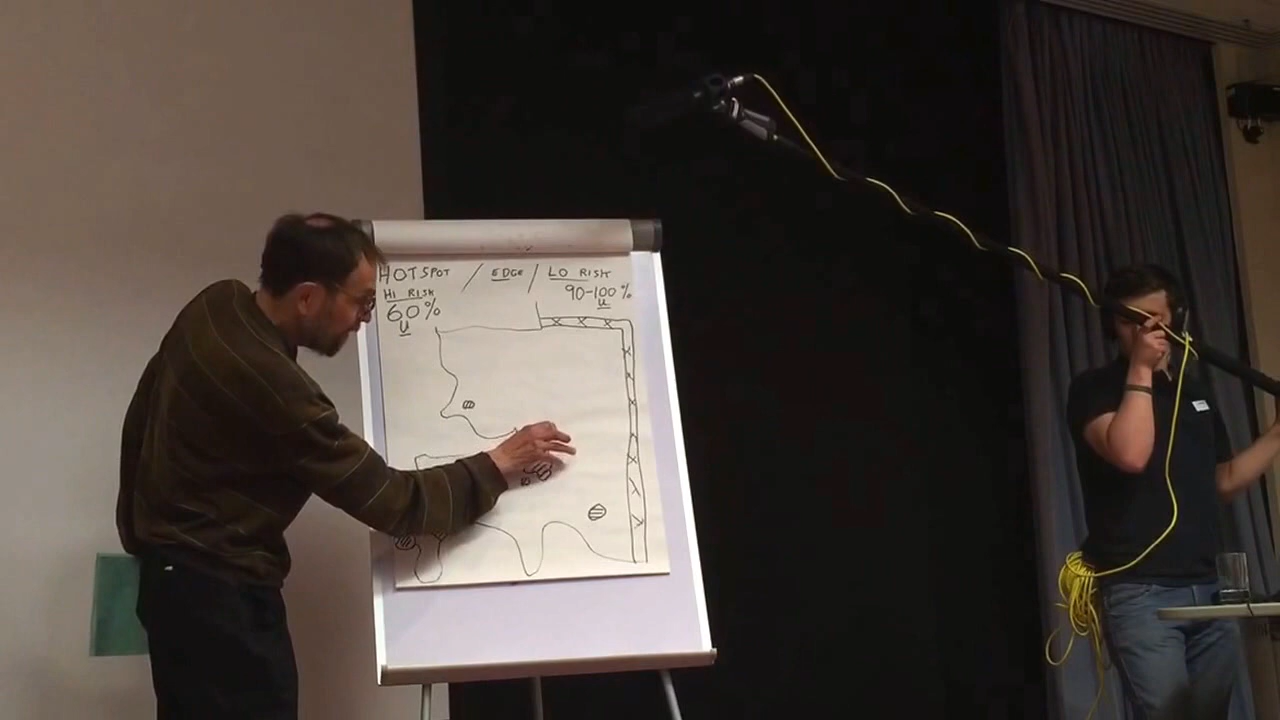 HOTSPOT / EDGE / LO RISK
HI RISK 90-100%
60% u
u